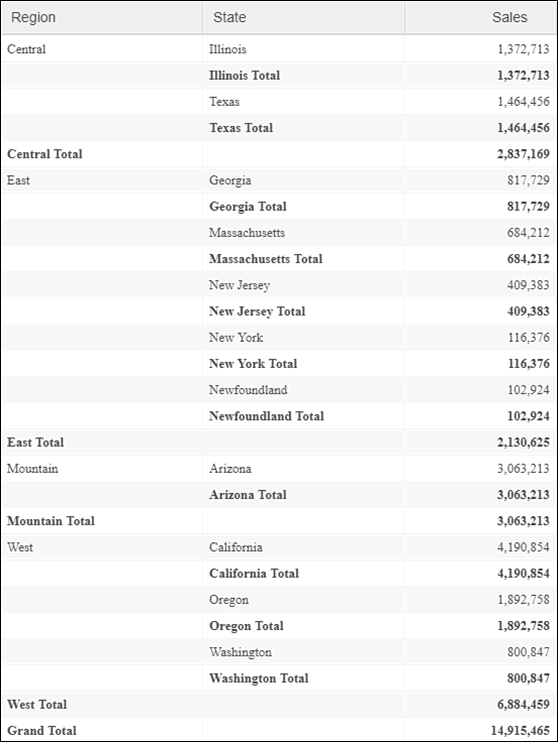 Region State Sales
Central Illinois 1,372,713
Illinois Total 1,372,713
Texas 1,464,456
Texas Total 1,464,456
Central Total 2,837,169
East Georgia 817,729
Georgia Total 817,729
Massachusetts 684,212
Massachusetts Total 684,212
New Jersey 409,383
New Jersey Total 409,383
New York 116,376
New York Total 116,376
Newfoundland 102,924
Newfoundland Total 102,924
East Total 2,130,625
Mountain Arizona 3,063,213
Arizona Total 3,063,213
Mountain Total 3,063,213
West California 4,190,854
California Total 4,190,854
Oregon 1,892,758
Oregon Total 1,892,758
Washington 800,847
Washington Total 800,847
West Total 6,884,459
Grand Total 14,915,465